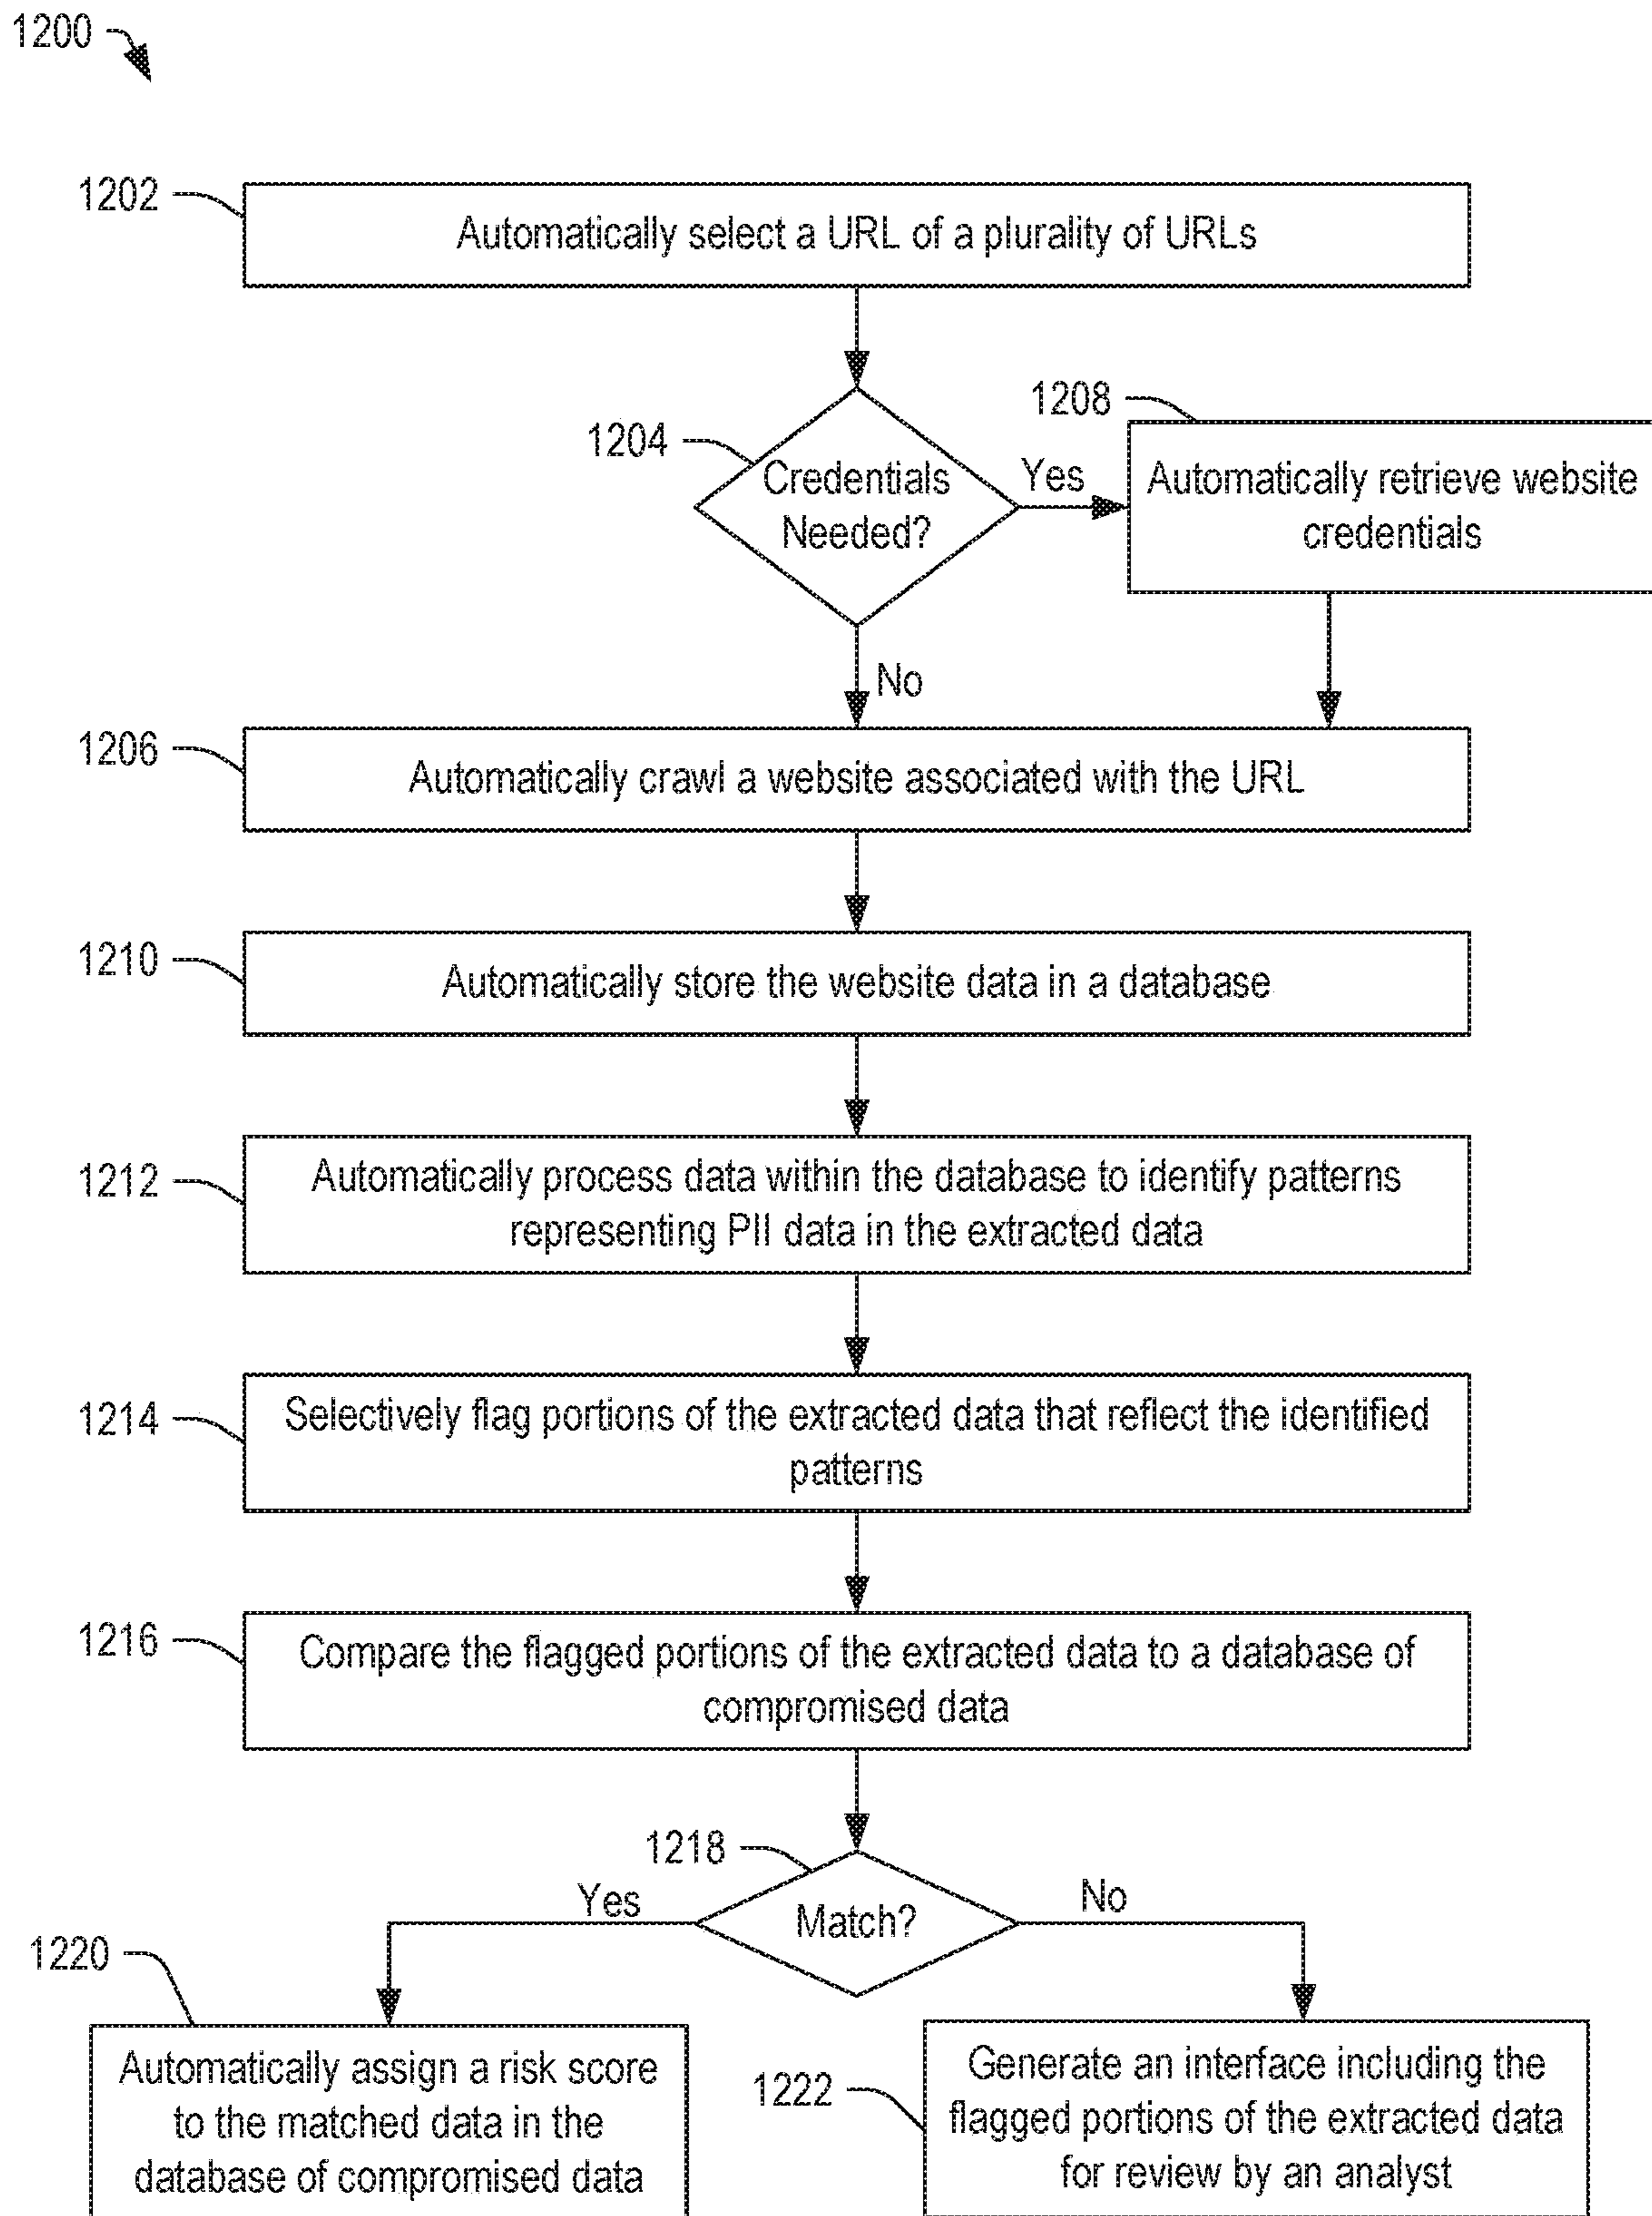 1200
1202
Automatically select a URL of a plurality of URLs
1208
1204
Credentials
Needed?
Yes
Automatically retrieve website
credentials
No
1206
Automatically crawl a website associated with the URL
1210
Automatically store the website data in a database
1212
Automatically process data within the database to identify patterns
representing PII data in the extracted data
1214
Selectively flag portions of the extracted data that reflect the identified
patterns
1216
Compare the flagged portions of the extracted data to a database of
compromised data
1218
Match?
Yes
No
1220
Automatically assign a risk score
to the matched data in the
database of compromised data
1222
Generate an interface including the
flagged portions of the extracted data
for review by an analyst